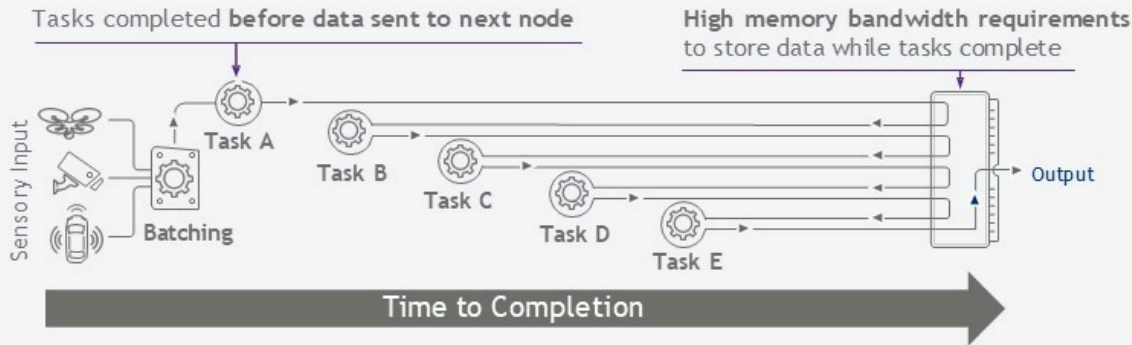 Tasks completed before data sent to next node
High memory bandwidth requirements
to store data while tasks complete
Sensory Input
Batching
Task A
Task B
Task C
Task D
Task E
Output
Time to Completion